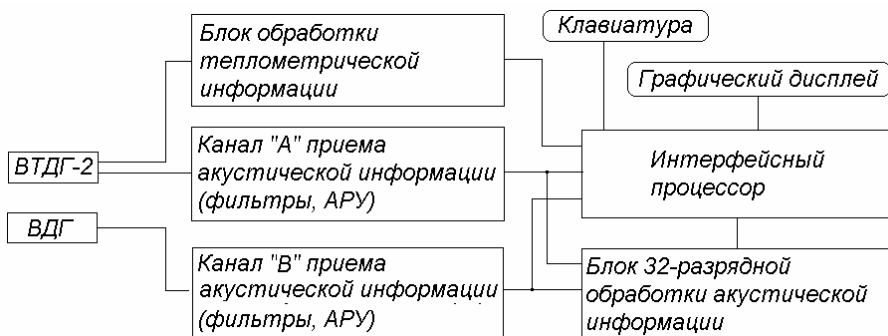 Блок обработки
теплометрической
информации
Клавиатура
Графический дисплей
ВТДГ-2
Канал "А" приема
акустической информации
(фильтры, АРУ)
Интерфейсный
процессор
ВДГ
Канал "В" приема
акустической информации
(фильтры, АРУ)
Блок 32-разрядной
обработки акустической
информации